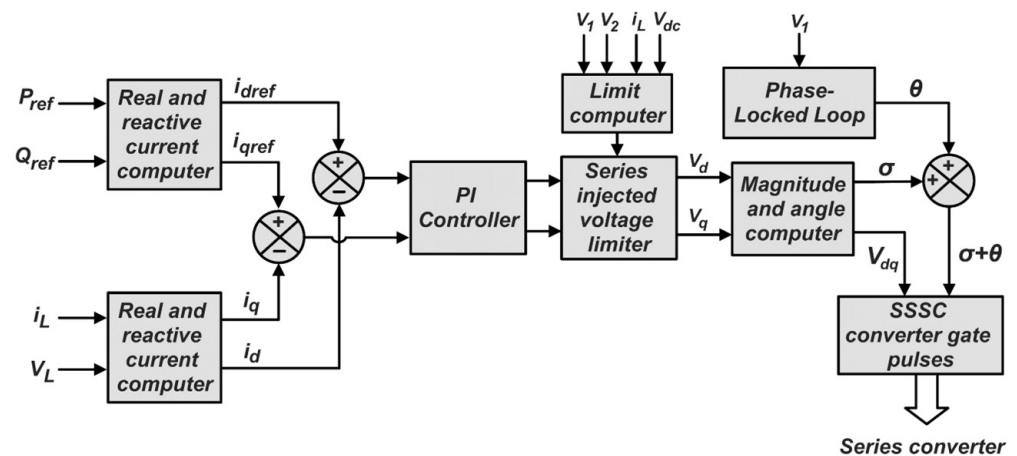 V1 V2 iL Vdc
V1
Pref
Qref
Real and
reactive
current
computer
idref
iqref
+
−
+
−
Limit
computer
Phase-
Locked Loop
θ
PI
Controller
Series
injected
voltage
limiter
Vd
Vq
Magnitude
and angle
computer
σ
+
+
Vdq
σ+θ
iL
VL
Real and
reactive
current
computer
iq
id
SSSC
converter gate
pulses
Series converter